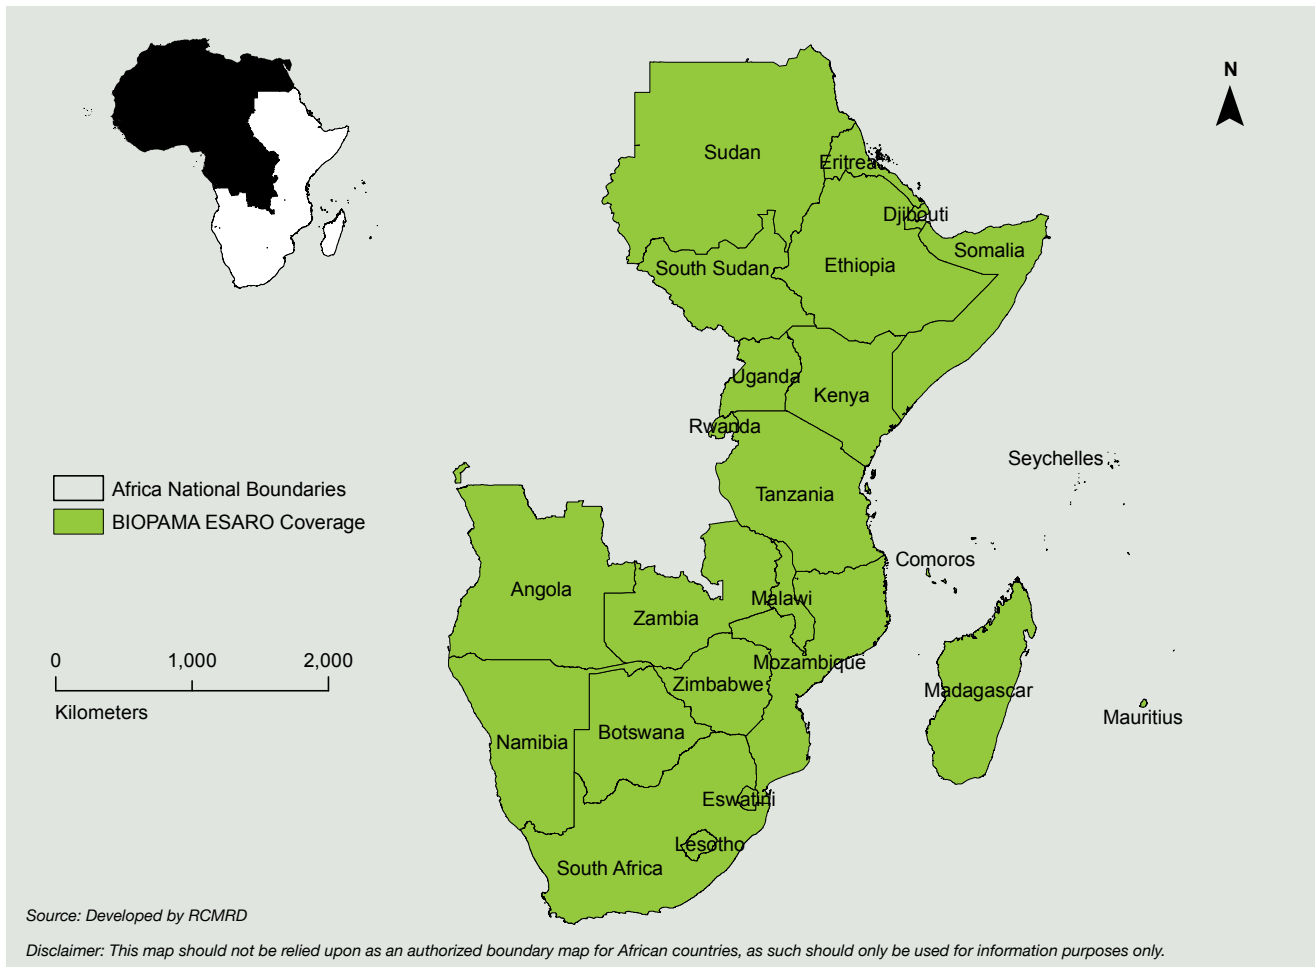 N
Sudan
Eritrea
Djibouti
Somalia
South Sudan
Ethiopia
Uganda
Kenya
Rwanda
Seychelles
Africa National Boundaries
Tanzania
BIOPAMA ESARO Coverage
Comoros
Angola
Malawi
Zambia
0 1,000 2,000
Mozambique
Zimbabwe
Madagascar
Kilometers
Mauritius
Botswana
Namibia
Eswatini
Lesotho
South Africa
Source: Developed by RCMRD
Disclaimer: This map should not be relied upon as an authorized boundary map for African countries, as such should only be used for information purposes only.